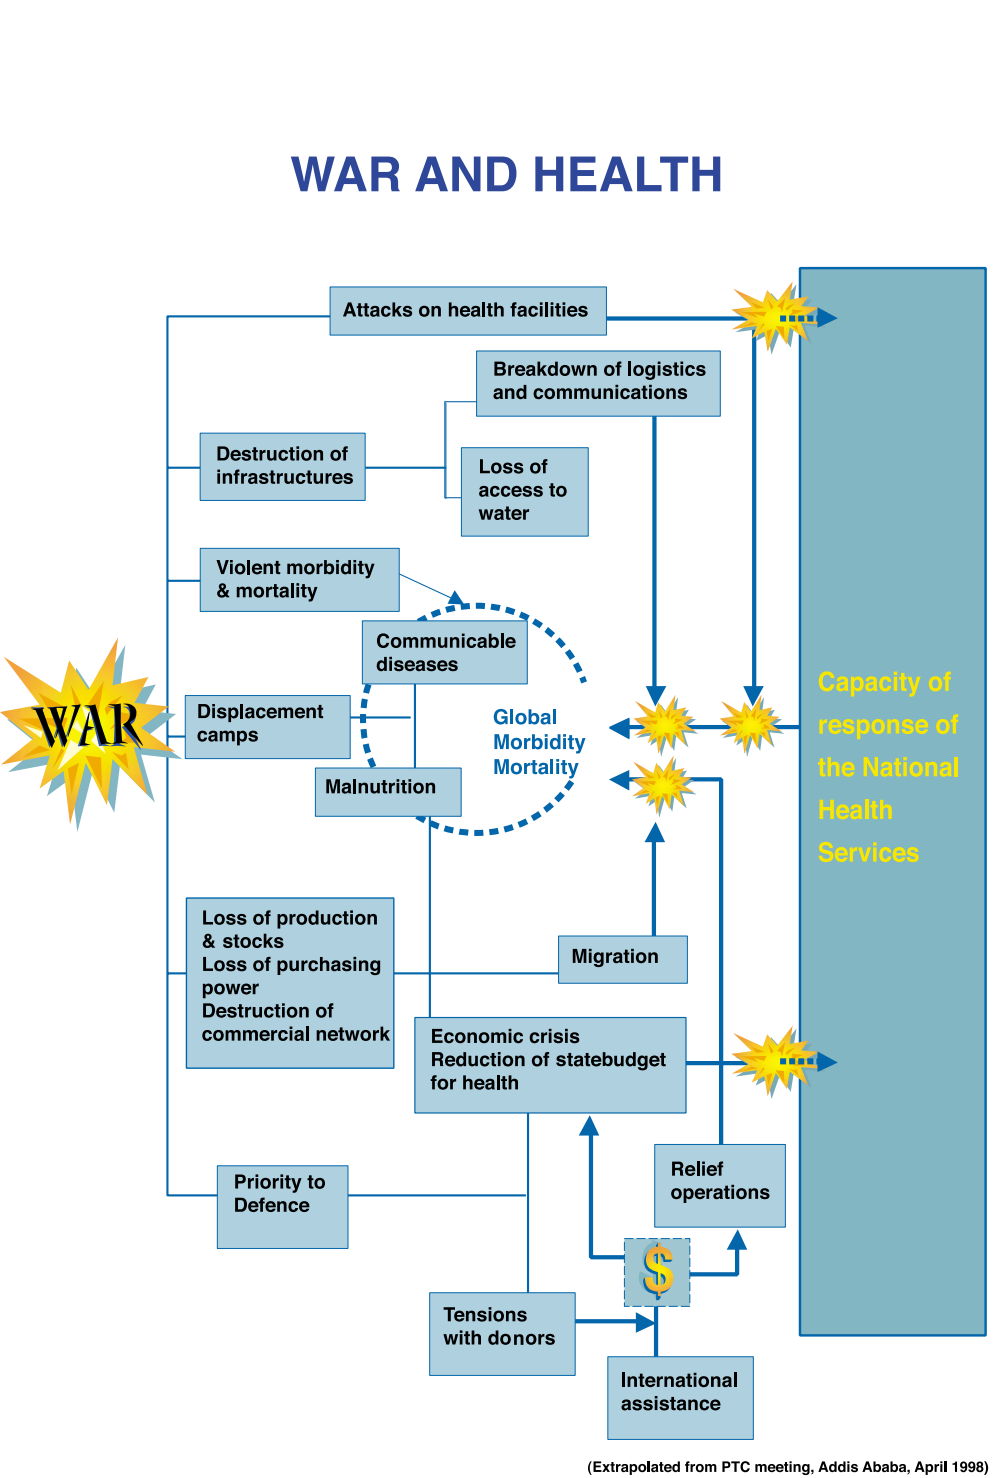 WAR AND HEALTH
Attacks on health facilities
Breakdown of logistics
and communications
Destruction of
infrastructures
Loss of
access to
water
Violent morbidity
& mortality
Communicable
diseases
WAR
Displacement
camps
Global
Morbidity
Mortality
Malnutrition
Capacity of
response of
the National
Health
Services
Loss of production
& stocks
Loss of purchasing
power
Destruction of
commercial network
Migration
Economic crisis
Reduction of statebudget
for health
Priority to
Defence
Relief
operations
$
Tensions
with donors
International
assistance
(Extrapolated from PTC meeting, Addis Ababa, April 1998)